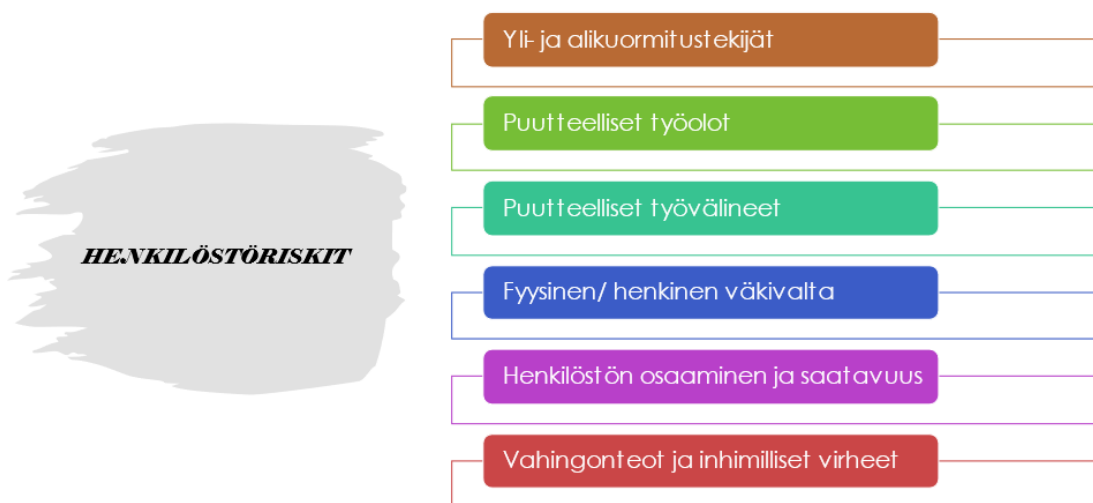 HENKILÖSTÖRISKIT
Yli- ja alikuormitustekijät
Puutteelliset työolot
Puutteelliset työvälineet
Fyysinen/ henkinen väkivalta
Henkilöstön osaaminen ja saatavuus
Vahingonteot ja inhimilliset virheet